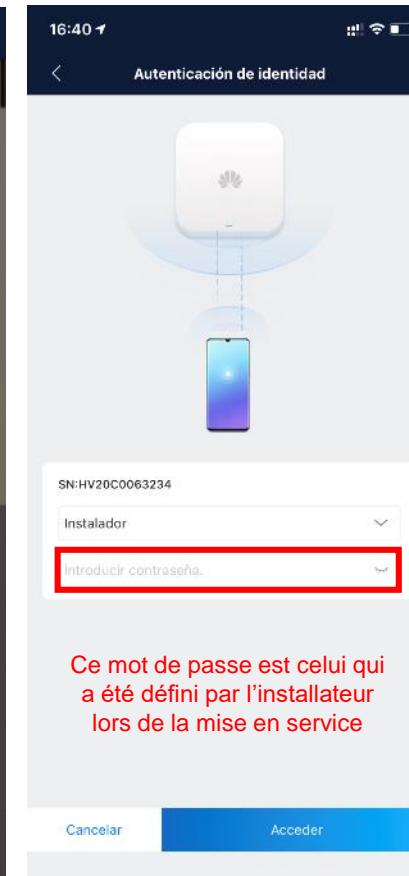 16:40
Autenticación de identidad
SN:HV20C0063234
Instalador
Introducir contraseña.
Ce mot de passe est celui qui
a été défini par l’installateur
lors de la mise en service
Cancelar
Acceder